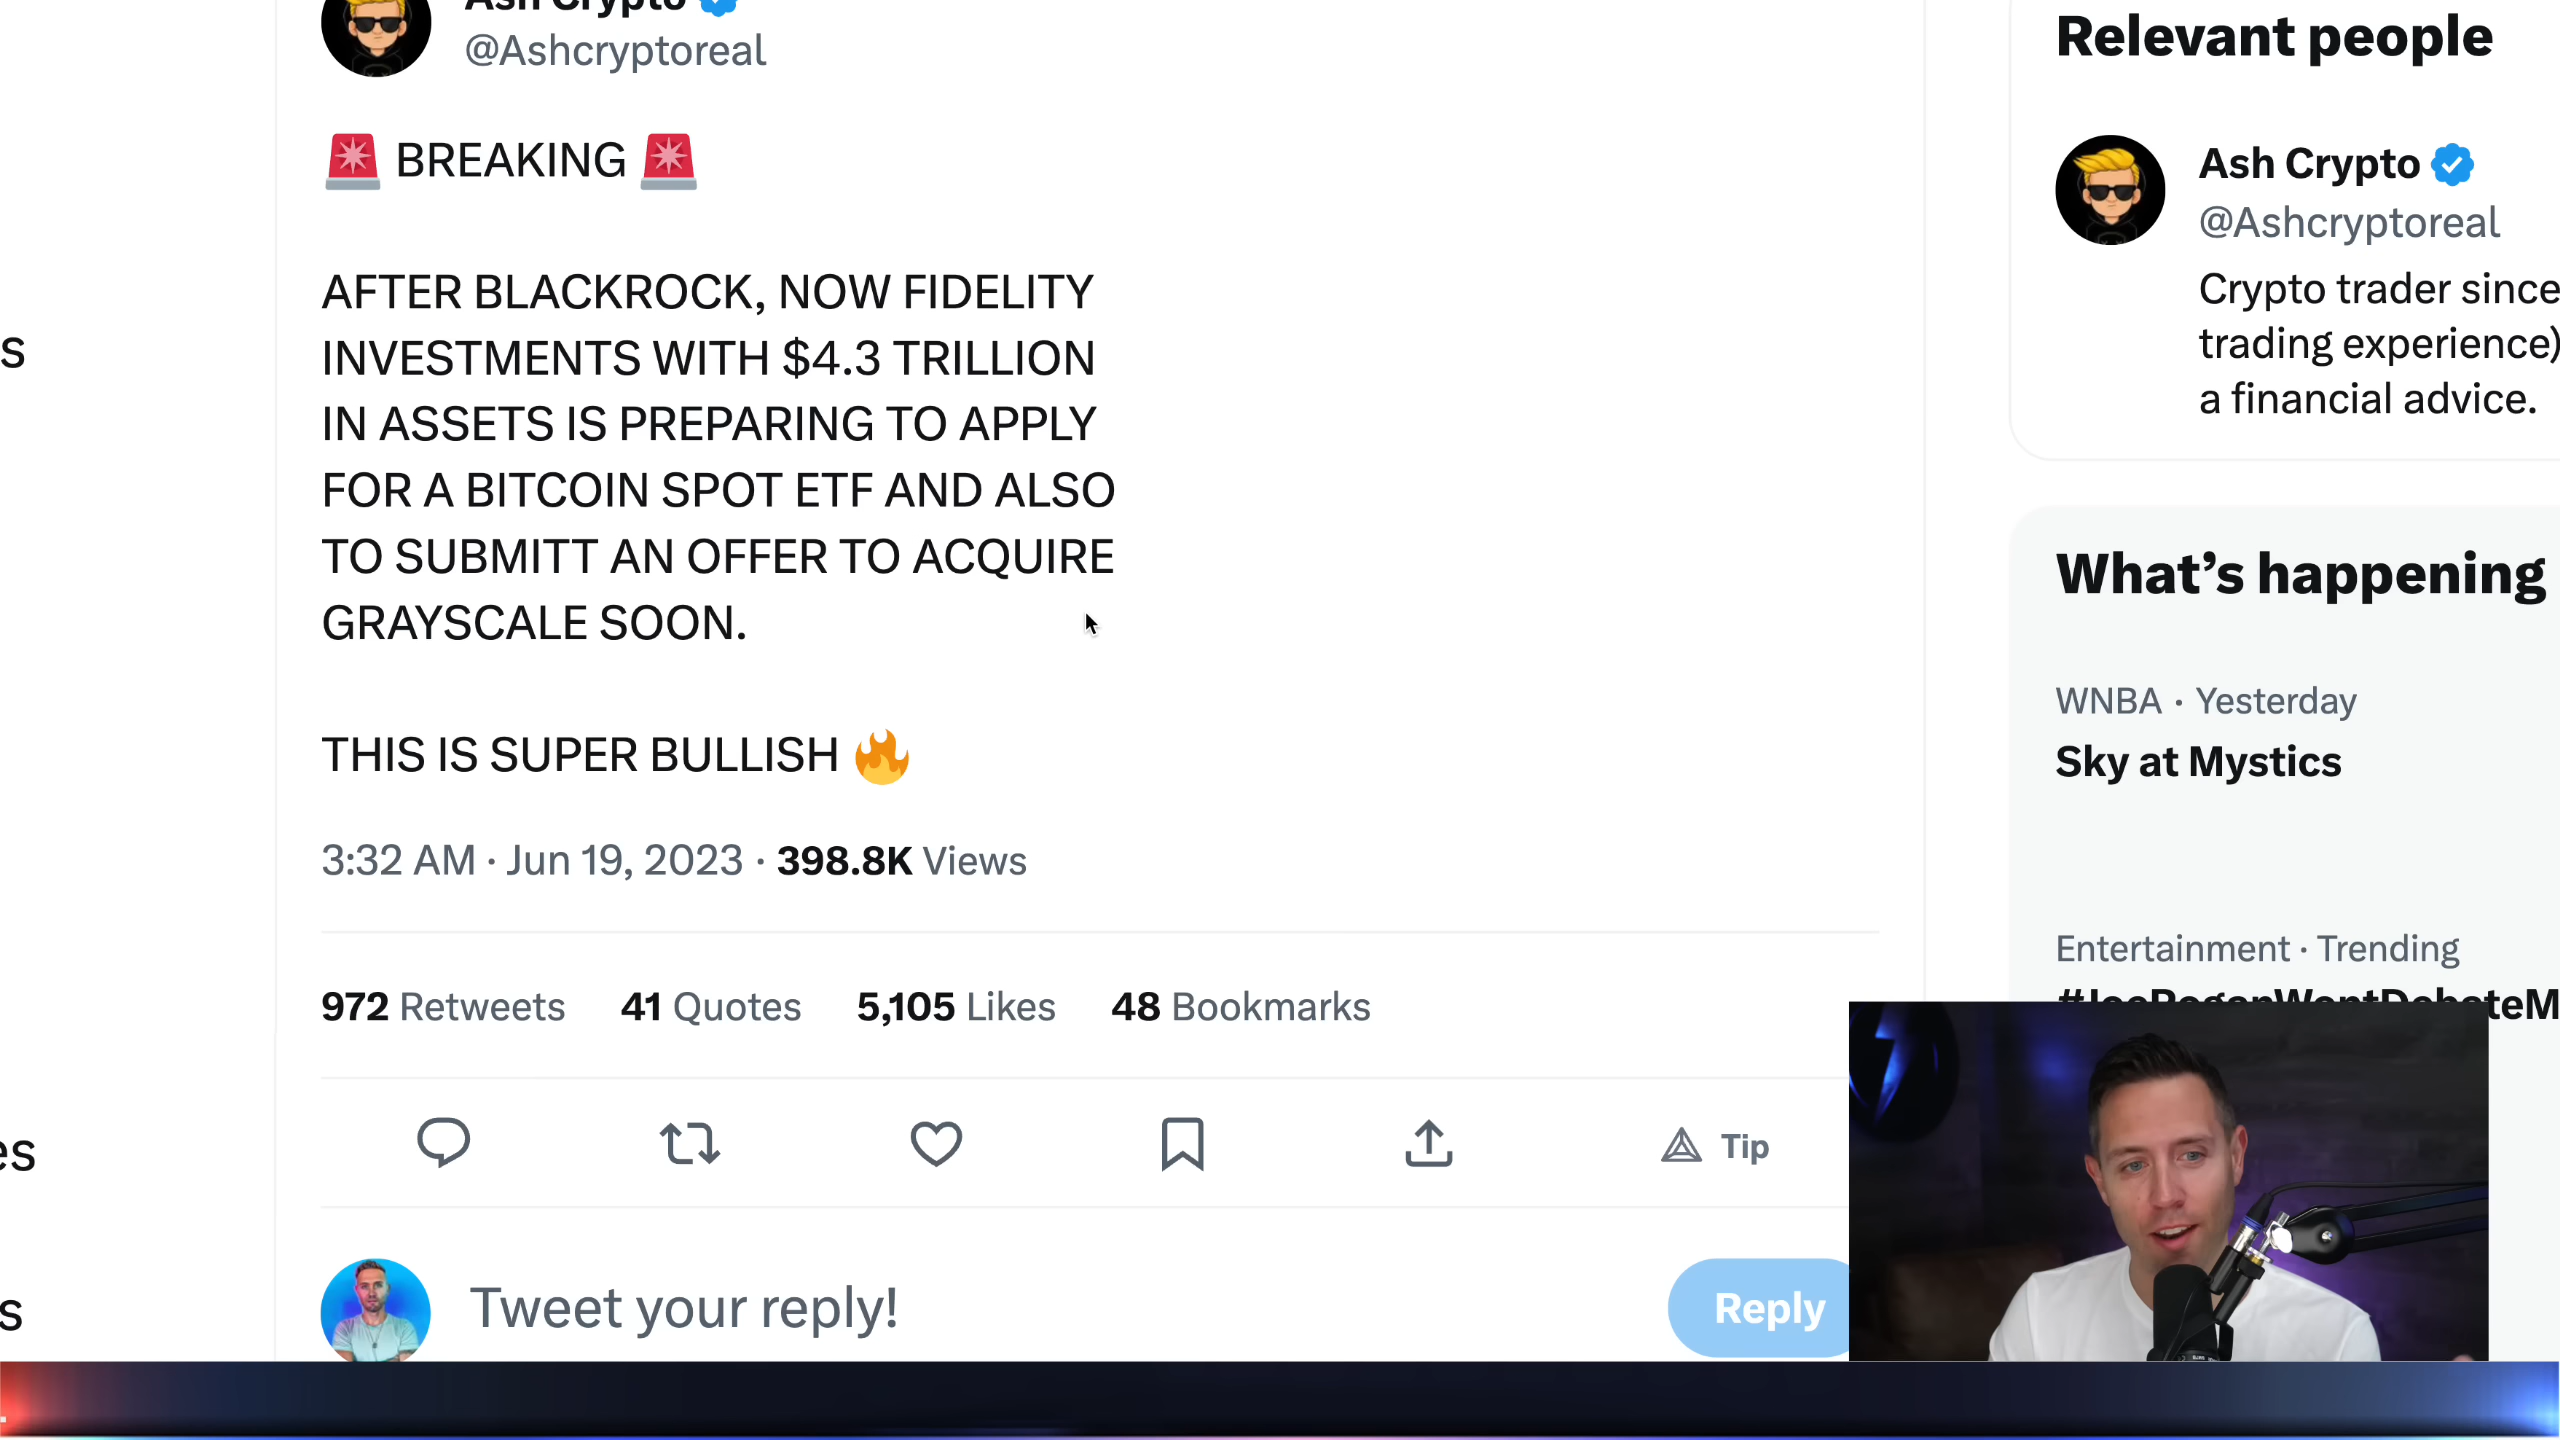 Ash Crypto
@Ashcryptoreal
🚨 BREAKING 🚨
AFTER BLACKROCK, NOW FIDELITY
INVESTMENTS WITH $4.3 TRILLION
IN ASSETS IS PREPARING TO APPLY
FOR A BITCOIN SPOT ETF AND ALSO
TO SUBMITT AN OFFER TO ACQUIRE
GRAYSCALE SOON.
THIS IS SUPER BULLISH 🔥
3:32 AM · Jun 19, 2023 · 398.8K Views
972 Retweets 41 Quotes 5,105 Likes 48 Bookmarks
Tip
Tweet your reply!
Reply
Relevant people
Ash Crypto
@Ashcryptoreal
Crypto trader since
trading experience)
a financial advice.
What's happening
WNBA · Yesterday
Sky at Mystics
Entertainment · Trending
s
es
s